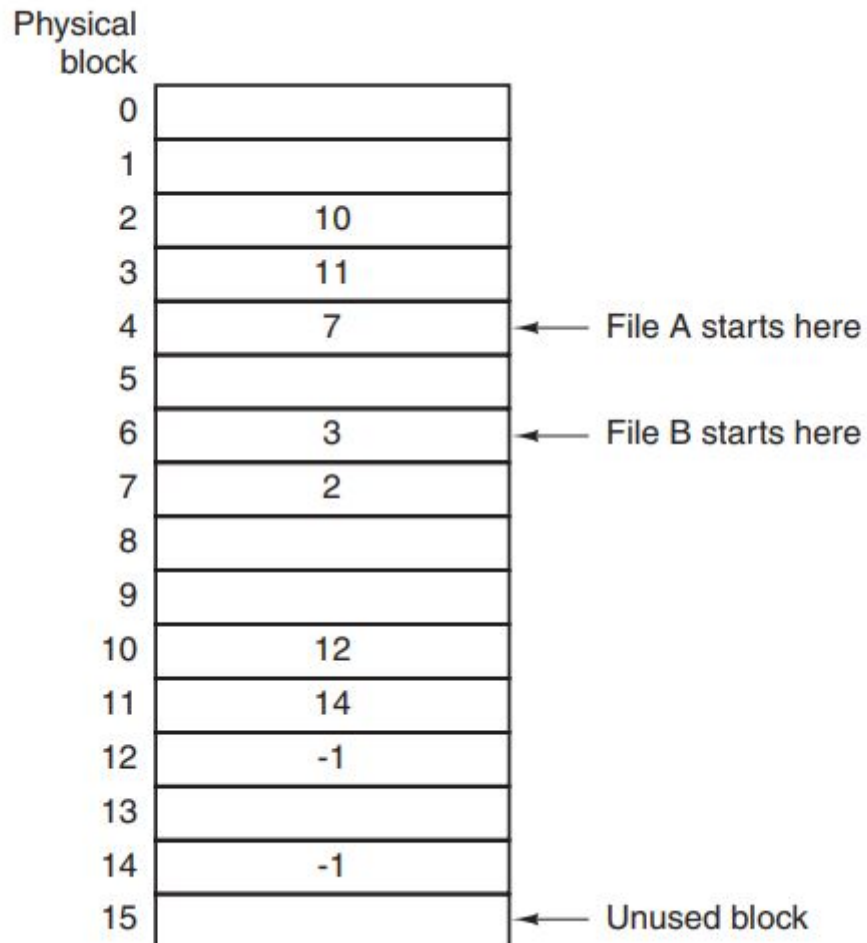 Physical
block
0
1
2 10
3 11
4 7 File A starts here
5
6 3 File B starts here
7 2
8
9
10 12
11 14
12 -1
13
14 -1
15 Unused block